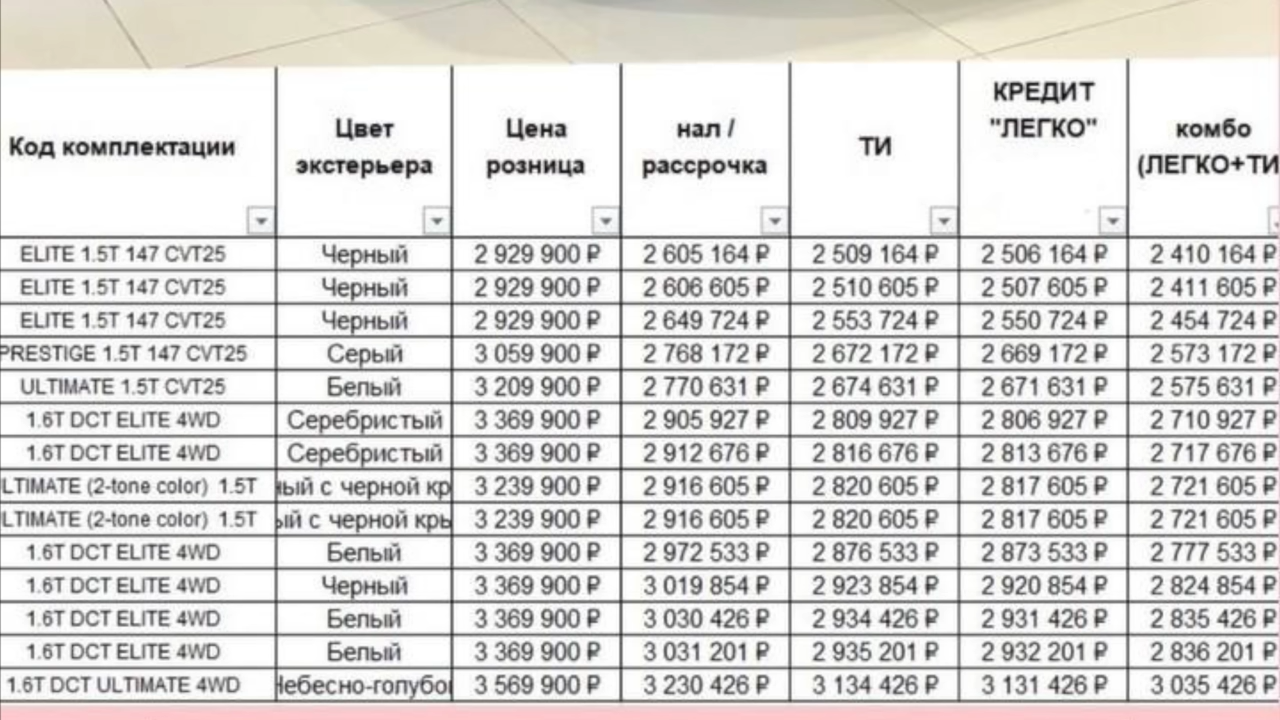 Код комплектации Цвет экстерьера Цена розница нал / рассрочка ТИ КРЕДИТ "ЛЕГКО" комбо (ЛЕГКО+ТИ
ELITE 1.5T 147 CVT25 Черный 2 929 900 ₽ 2 605 164 ₽ 2 509 164 ₽ 2 506 164 ₽ 2 410 164 ₽
ELITE 1.5T 147 CVT25 Черный 2 929 900 ₽ 2 606 605 ₽ 2 510 605 ₽ 2 507 605 ₽ 2 411 605 ₽
ELITE 1.5T 147 CVT25 Черный 2 929 900 ₽ 2 649 724 ₽ 2 553 724 ₽ 2 550 724 ₽ 2 454 724 ₽
PRESTIGE 1.5T 147 CVT25 Серый 3 059 900 ₽ 2 768 172 ₽ 2 672 172 ₽ 2 669 172 ₽ 2 573 172 ₽
ULTIMATE 1.5T CVT25 Белый 3 209 900 ₽ 2 770 631 ₽ 2 674 631 ₽ 2 671 631 ₽ 2 575 631 ₽
1.6T DCT ELITE 4WD Серебристый 3 369 900 ₽ 2 905 927 ₽ 2 809 927 ₽ 2 806 927 ₽ 2 710 927 ₽
1.6T DCT ELITE 4WD Серебристый 3 369 900 ₽ 2 912 676 ₽ 2 816 676 ₽ 2 813 676 ₽ 2 717 676 ₽
LTIMATE (2-tone color) 1.5T ный с черной кр 3 239 900 ₽ 2 916 605 ₽ 2 820 605 ₽ 2 817 605 ₽ 2 721 605 ₽
LTIMATE (2-tone color) 1.5T ый с черной кры 3 239 900 ₽ 2 916 605 ₽ 2 820 605 ₽ 2 817 605 ₽ 2 721 605 ₽
1.6T DCT ELITE 4WD Белый 3 369 900 ₽ 2 972 533 ₽ 2 876 533 ₽ 2 873 533 ₽ 2 777 533 ₽
1.6T DCT ELITE 4WD Черный 3 369 900 ₽ 3 019 854 ₽ 2 923 854 ₽ 2 920 854 ₽ 2 824 854 ₽
1.6T DCT ELITE 4WD Белый 3 369 900 ₽ 3 030 426 ₽ 2 934 426 ₽ 2 931 426 ₽ 2 835 426 ₽
1.6T DCT ELITE 4WD Белый 3 369 900 ₽ 3 031 201 ₽ 2 935 201 ₽ 2 932 201 ₽ 2 836 201 ₽
1.6T DCT ULTIMATE 4WD Небесно-голубой 3 569 900 ₽ 3 230 426 ₽ 3 134 426 ₽ 3 131 426 ₽ 3 035 426 ₽